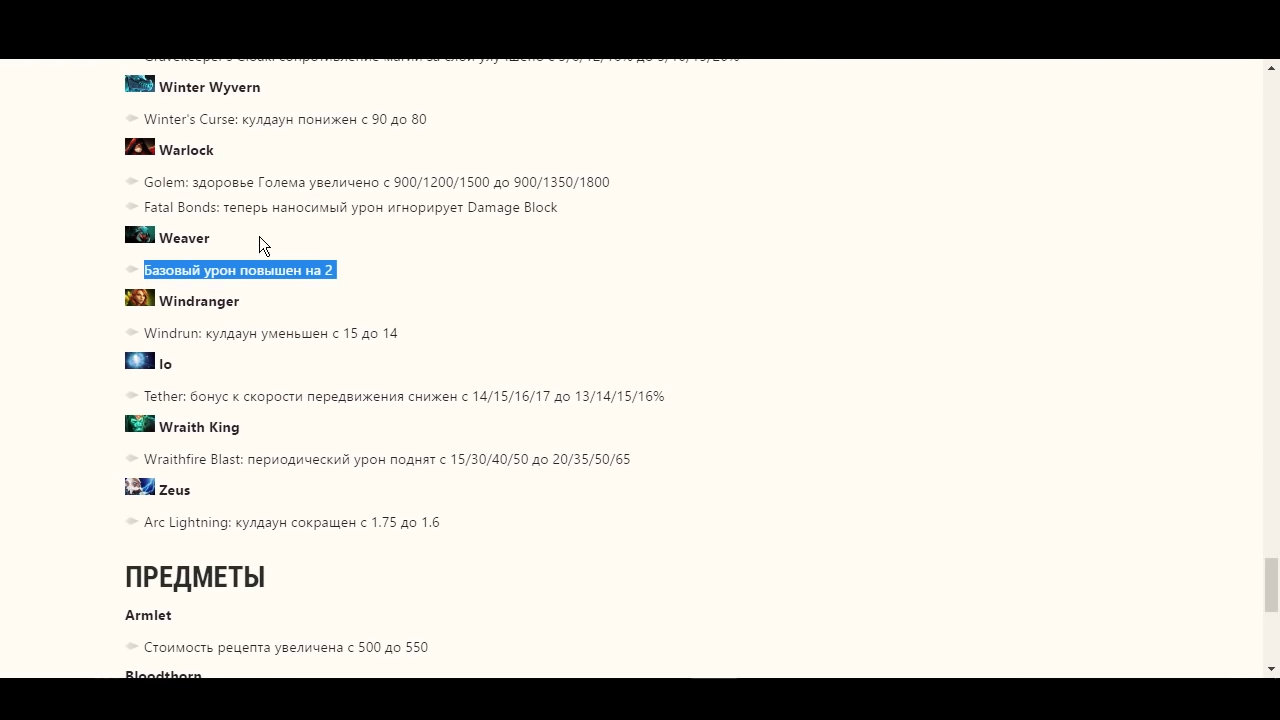 Winter Wyvern
Winter's Curse: кулдаун понижен с 90 до 80
Warlock
Golem: здоровье Голема увеличено с 900/1200/1500 до 900/1350/1800
Fatal Bonds: теперь наносимый урон игнорирует Damage Block
Weaver
Базовый урон повышен на 2
Windranger
Windrun: кулдаун уменьшен с 15 до 14
Io
Tether: бонус к скорости передвижения снижен с 14/15/16/17 до 13/14/15/16%
Wraith King
Wraithfire Blast: периодический урон поднят с 15/30/40/50 до 20/35/50/65
Zeus
Arc Lightning: кулдаун сокращен с 1.75 до 1.6
ПРЕДМЕТЫ
Armlet
Стоимость рецепта увеличена с 500 до 550
Bloodthorn